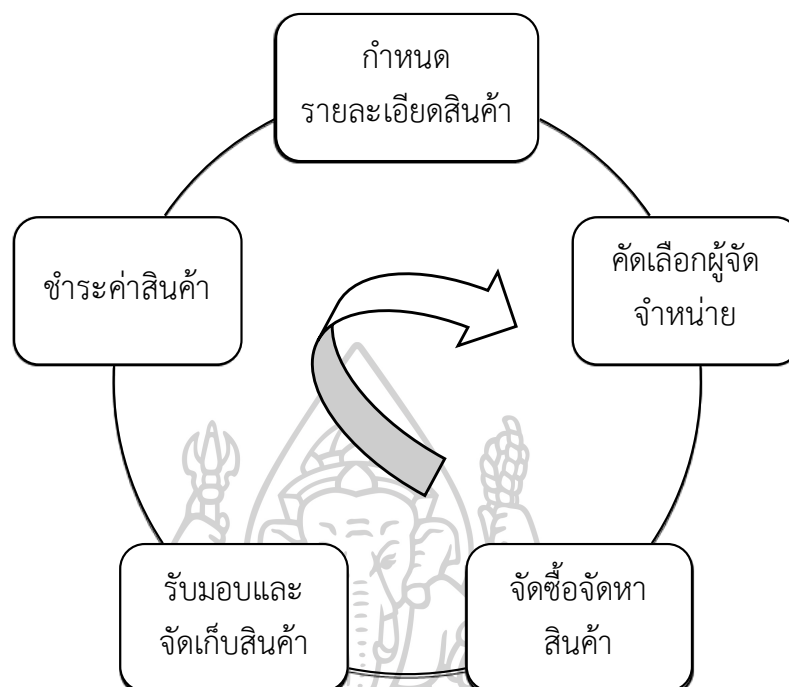 กำหนด
รายละเอียดสินค้า
คัดเลือกผู้จัด
จำหน่าย
จัดซื้อจัดหา
สินค้า
รับมอบและ
จัดเก็บสินค้า
ชำระค่าสินค้า